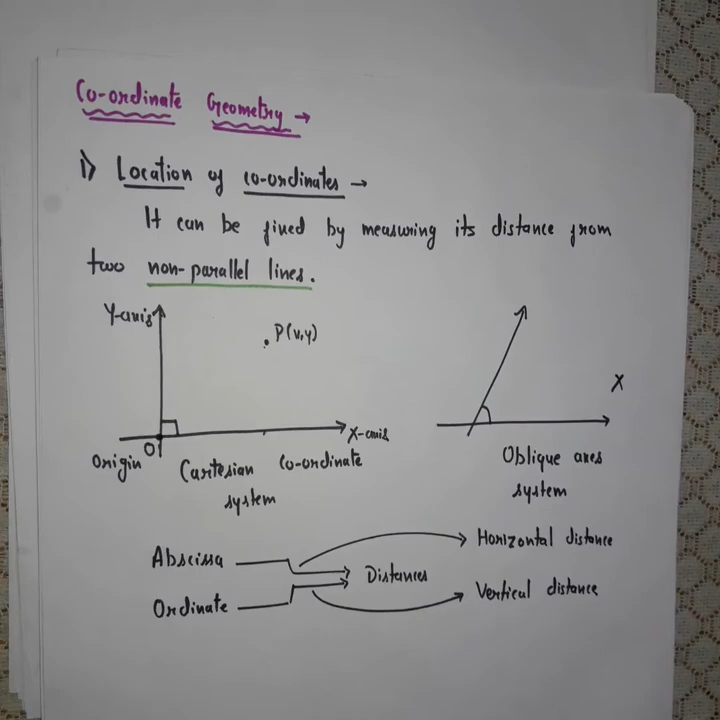 Co-ordinate Geometry →
i) Location of co-ordinates →
It can be fixed by measuring its distance from
two non-parallel lines.
Y-axis
P(x,y)
X
O
X-axis
Origin
Cartesian co-ordinate
system
Oblique axes
system
Abscissa
Ordinate
Distances
Horizontal distance
Vertical distance